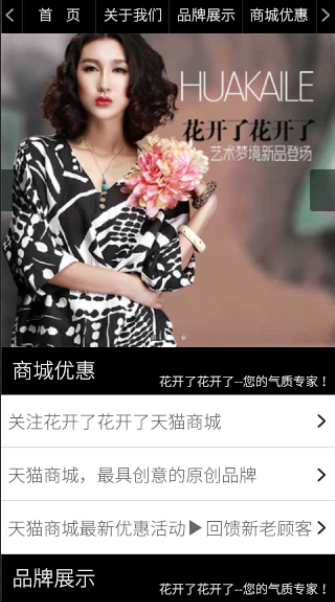 首 页 关于我们 品牌展示 商城优惠
HUAKAILE
花开了花开了
艺术梦境新品登场
商城优惠
花开了花开了--您的气质专家！
关注花开了花开了天猫商城
天猫商城，最具创意的原创品牌
天猫商城最新优惠活动▶回馈新老顾客
品牌展示
花开了花开了--您的气质专家！